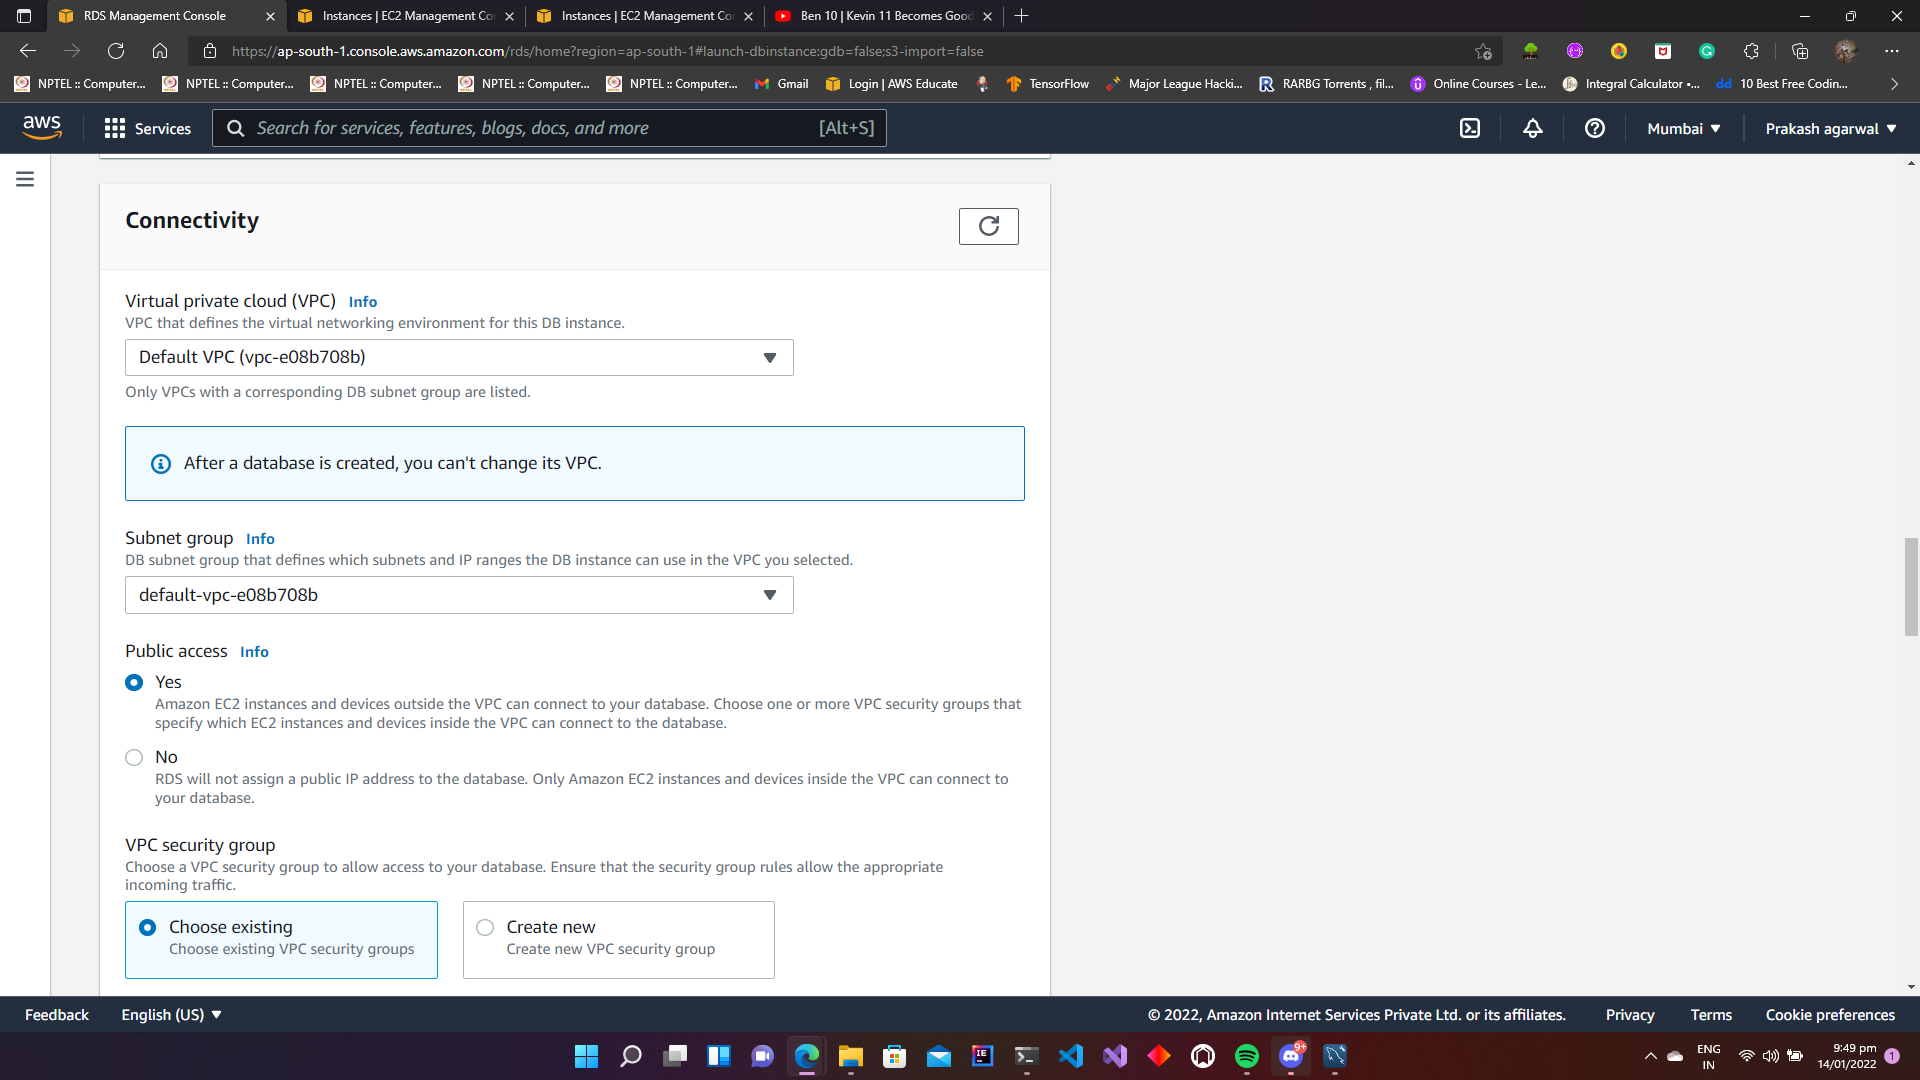 RDS Management Console
Instances | EC2 Management Co
Instances | EC2 Management Co
Ben 10 | Kevin 11 Becomes Good
https://ap-south-1.console.aws.amazon.com/rds/home?region=ap-south-1#launch-dbinstance:gdb=false;s3-import=false
NPTEL :: Computer...
NPTEL :: Computer...
NPTEL :: Computer...
NPTEL :: Computer...
NPTEL :: Computer...
Gmail
Login | AWS Educate
TensorFlow
Major League Hacki...
RARBG Torrents , fil...
Online Courses - Le...
Integral Calculator •...
dd 10 Best Free Codin...
aws
Services
Search for services, features, blogs, docs, and more [Alt+S]
Mumbai
Prakash agarwal
Connectivity
Virtual private cloud (VPC) Info
VPC that defines the virtual networking environment for this DB instance.
Default VPC (vpc-e08b708b)
Only VPCs with a corresponding DB subnet group are listed.
After a database is created, you can't change its VPC.
Subnet group Info
DB subnet group that defines which subnets and IP ranges the DB instance can use in the VPC you selected.
default-vpc-e08b708b
Public access Info
Yes
Amazon EC2 instances and devices outside the VPC can connect to your database. Choose one or more VPC security groups that
specify which EC2 instances and devices inside the VPC can connect to the database.
No
RDS will not assign a public IP address to the database. Only Amazon EC2 instances and devices inside the VPC can connect to
your database.
VPC security group
Choose a VPC security group to allow access to your database. Ensure that the security group rules allow the appropriate
incoming traffic.
Choose existing
Choose existing VPC security groups
Create new
Create new VPC security group
Feedback
English (US)
© 2022, Amazon Internet Services Private Ltd. or its affiliates.
Privacy
Terms
Cookie preferences
9+
ENG
IN
9:49 pm
14/01/2022
1